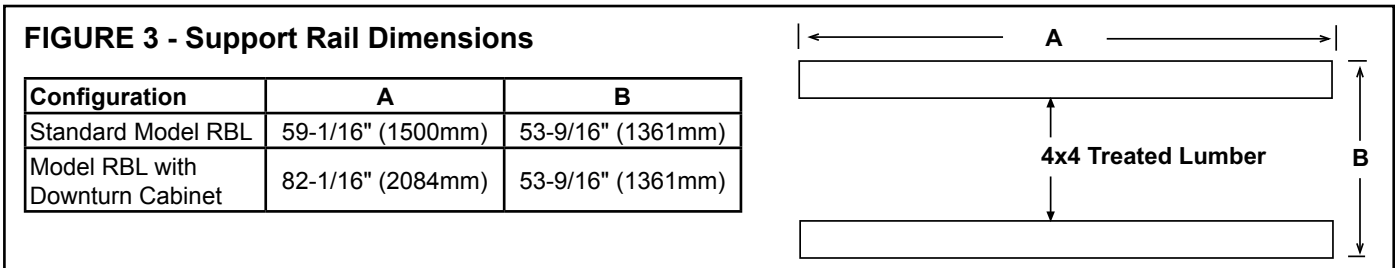 FIGURE 3 - Support Rail Dimensions
Configuration A B
Standard Model RBL 59-1/16" (1500mm) 53-9/16" (1361mm)
Model RBL with
Downturn Cabinet 82-1/16" (2084mm) 53-9/16" (1361mm)
A
4x4 Treated Lumber
B